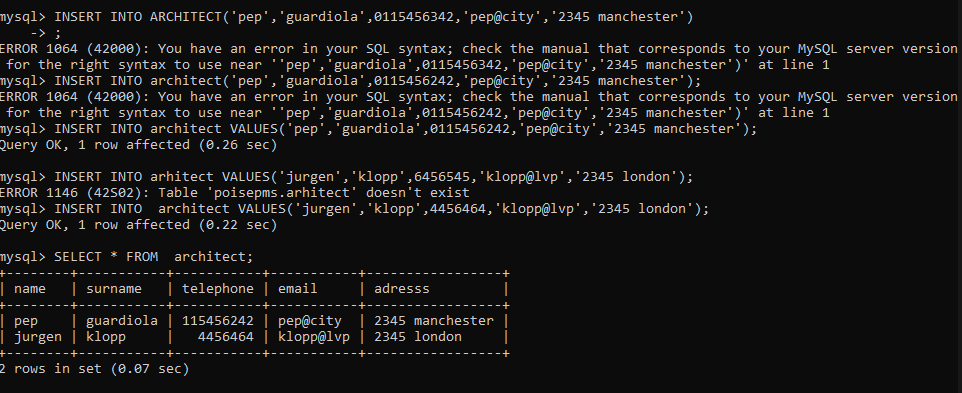 mysql> INSERT INTO ARCHITECT('pep','guardiola',0115456342,'pep@city','2345 manchester')
    -> ;
ERROR 1064 (42000): You have an error in your SQL syntax; check the manual that corresponds to your MySQL server version
 for the right syntax to use near ''pep','guardiola',0115456342,'pep@city','2345 manchester')' at line 1
mysql> INSERT INTO architect('pep','guardiola',0115456242,'pep@city','2345 manchester');
ERROR 1064 (42000): You have an error in your SQL syntax; check the manual that corresponds to your MySQL server version
 for the right syntax to use near ''pep','guardiola',0115456242,'pep@city','2345 manchester')' at line 1
mysql> INSERT INTO architect VALUES('pep','guardiola',0115456242,'pep@city','2345 manchester');
Query OK, 1 row affected (0.26 sec)

mysql> INSERT INTO arhitect VALUES('jurgen','klopp',6456545,'klopp@lvp','2345 london');
ERROR 1146 (42S02): Table 'poisepms.arhitect' doesn't exist
mysql> INSERT INTO  architect VALUES('jurgen','klopp',4456464,'klopp@lvp','2345 london');
Query OK, 1 row affected (0.22 sec)

mysql> SELECT * FROM  architect;
+--------+-----------+-----------+-----------+-----------------+
| name   | surname   | telephone | email     | adresss         |
+--------+-----------+-----------+-----------+-----------------+
| pep    | guardiola | 115456242 | pep@city  | 2345 manchester |
| jurgen | klopp     |   4456464 | klopp@lvp | 2345 london     |
+--------+-----------+-----------+-----------+-----------------+
2 rows in set (0.07 sec)